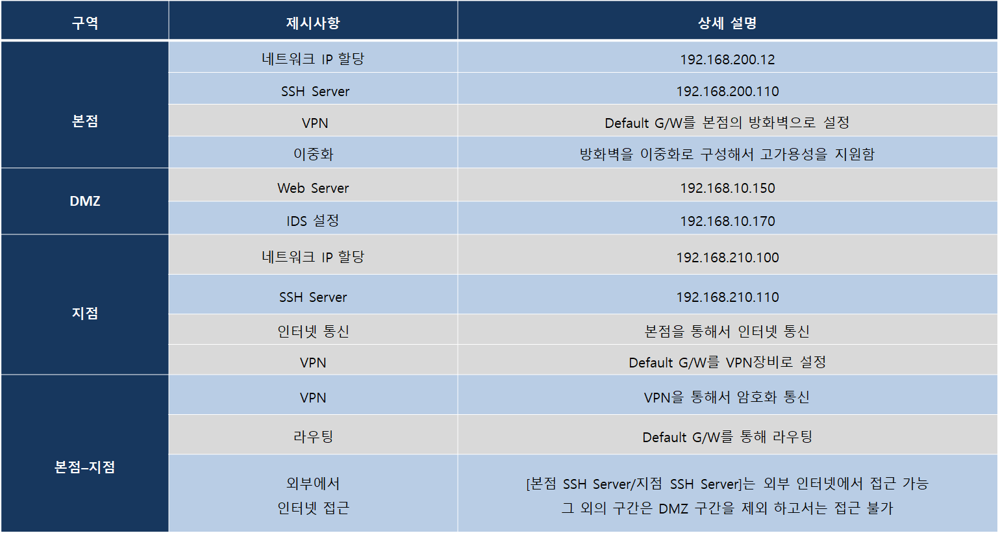 구역 제시사항 상세 설명
본점
네트워크 IP 할당 192.168.200.12
SSH Server 192.168.200.110
VPN Default G/W를 본점의 방화벽으로 설정
이중화 방화벽을 이중화로 구성해서 고가용성을 지원함
DMZ
Web Server 192.168.10.150
IDS 설정 192.168.10.170
지점
네트워크 IP 할당 192.168.210.100
SSH Server 192.168.210.110
인터넷 통신 본점을 통해서 인터넷 통신
VPN Default G/W를 VPN장비로 설정
본점–지점
VPN VPN을 통해서 암호화 통신
라우팅 Default G/W를 통해 라우팅
외부에서
인터넷 접근
[본점 SSH Server/지점 SSH Server]는 외부 인터넷에서 접근 가능
그 외의 구간은 DMZ 구간을 제외 하고서는 접근 불가